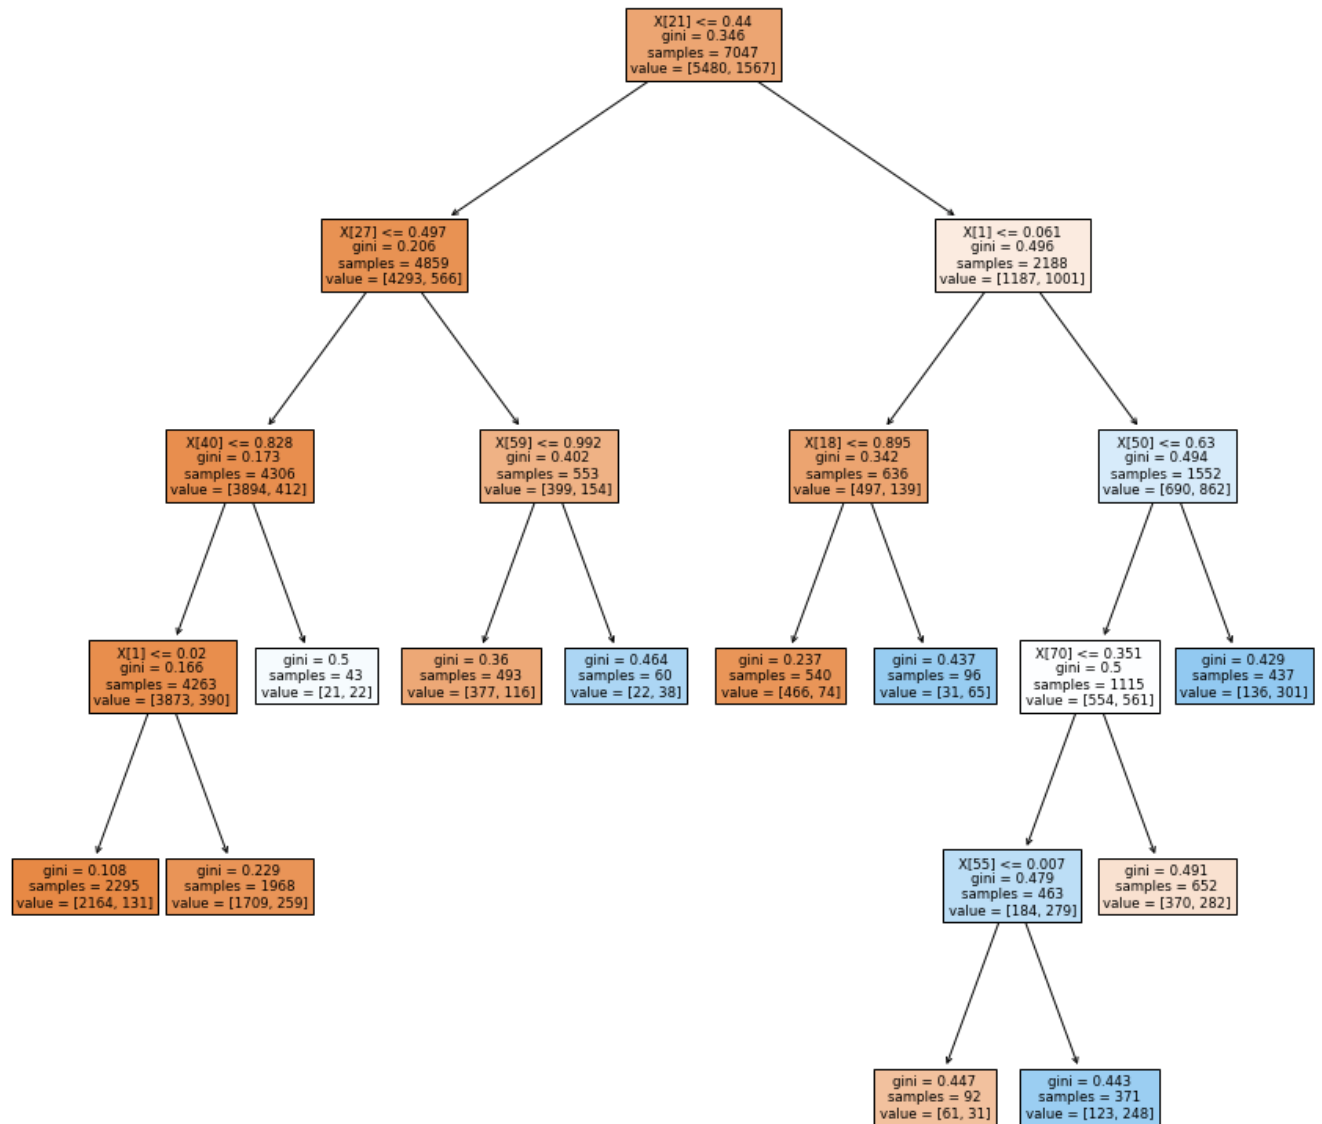 X[21] <= 0.44
gini = 0.346
samples = 7047
value = [5480, 1567]
X[27] <= 0.497
gini = 0.206
samples = 4859
value = [4293, 566]
X[1] <= 0.061
gini = 0.496
samples = 2188
value = [1187, 1001]
X[40] <= 0.828
gini = 0.173
samples = 4306
value = [3894, 412]
X[59] <= 0.992
gini = 0.402
samples = 553
value = [399, 154]
X[18] <= 0.895
gini = 0.342
samples = 636
value = [497, 139]
X[50] <= 0.63
gini = 0.494
samples = 1552
value = [690, 862]
X[1] <= 0.02
gini = 0.166
samples = 4263
value = [3873, 390]
gini = 0.5
samples = 43
value = [21, 22]
gini = 0.36
samples = 493
value = [377, 116]
gini = 0.464
samples = 60
value = [22, 38]
gini = 0.237
samples = 540
value = [466, 74]
gini = 0.437
samples = 96
value = [31, 65]
X[70] <= 0.351
gini = 0.5
samples = 1115
value = [554, 561]
gini = 0.429
samples = 437
value = [136, 301]
gini = 0.108
samples = 2295
value = [2164, 131]
gini = 0.229
samples = 1968
value = [1709, 259]
X[55] <= 0.007
gini = 0.479
samples = 463
value = [184, 279]
gini = 0.491
samples = 652
value = [370, 282]
gini = 0.447
samples = 92
value = [61, 31]
gini = 0.443
samples = 371
value = [123, 248]